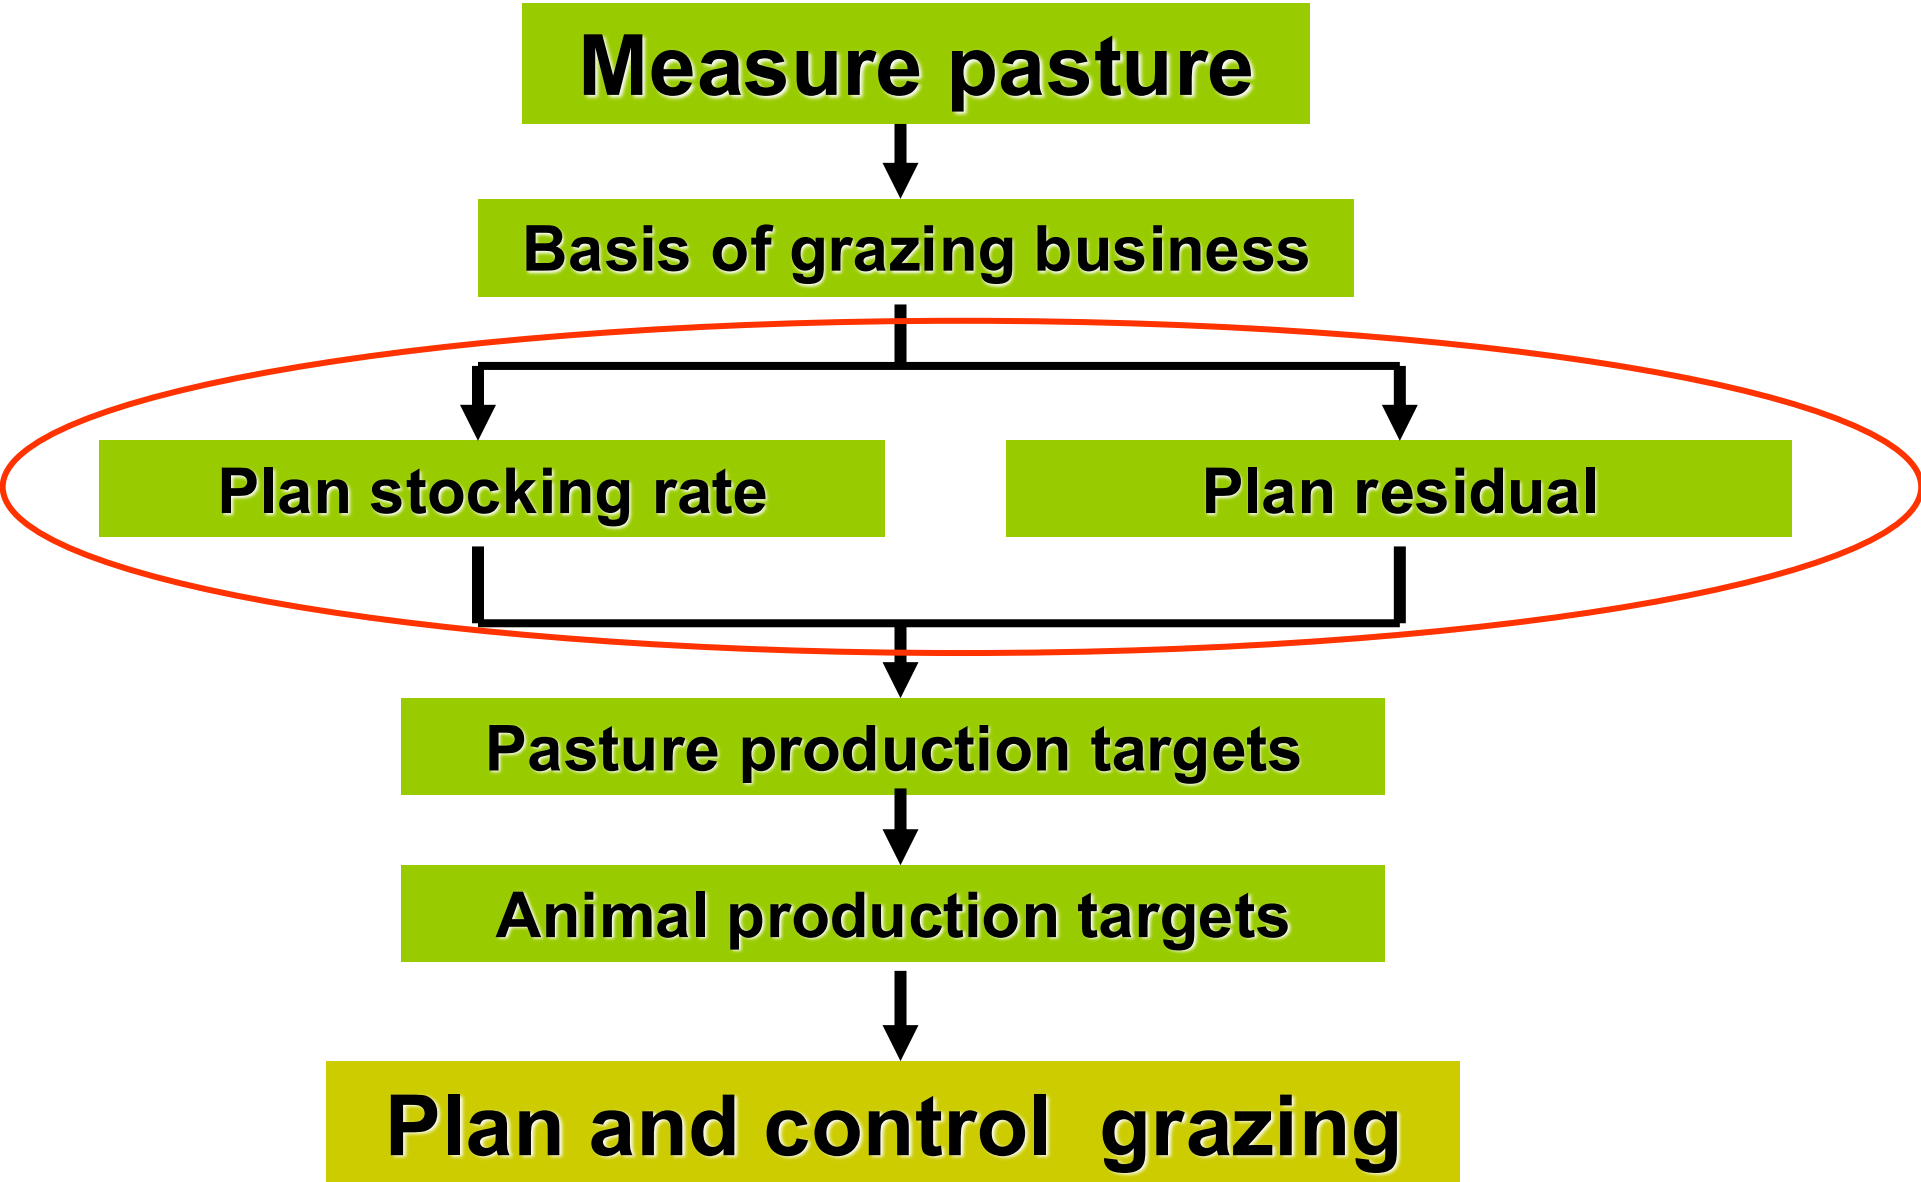 Measure pasture
Basis of grazing business
Plan stocking rate
Plan residual
Pasture production targets
Animal production targets
Plan and control  grazing